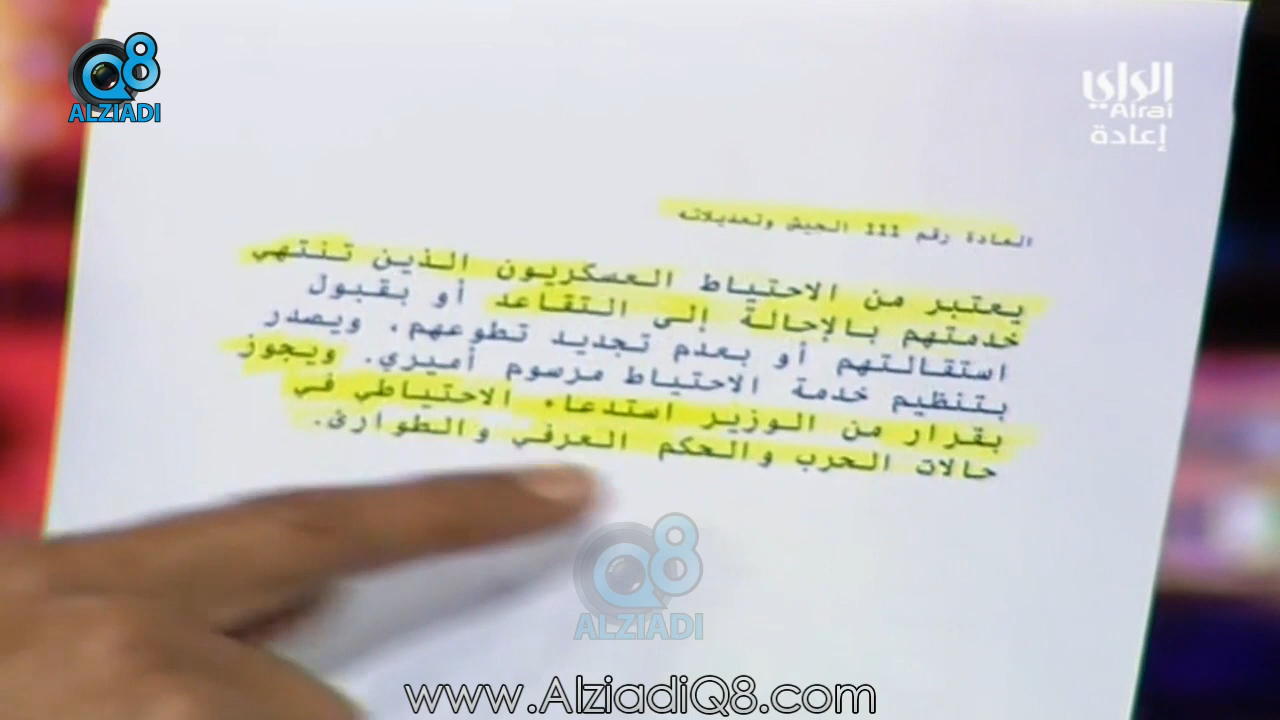 Q8
ALZIADI
الراي
Alrai
إعادة
المادة رقم 111 الجيش وتعديلاته
يعتبر من الاحتياط العسكريون الذين تنتهي
خدمتهم بالإحالة إلى التقاعد أو بقبول
استقالتهم أو بعدم تجديد تطوعهم. ويصدر
بتنظيم خدمة الاحتياط مرسوم أميري. ويجوز
بقرار من الوزير استدعاء الاحتياطي في
حالات الحرب والحكم العرفي والطوارئ.
Q8
ALZIADI
www.AlziadiQ8.com